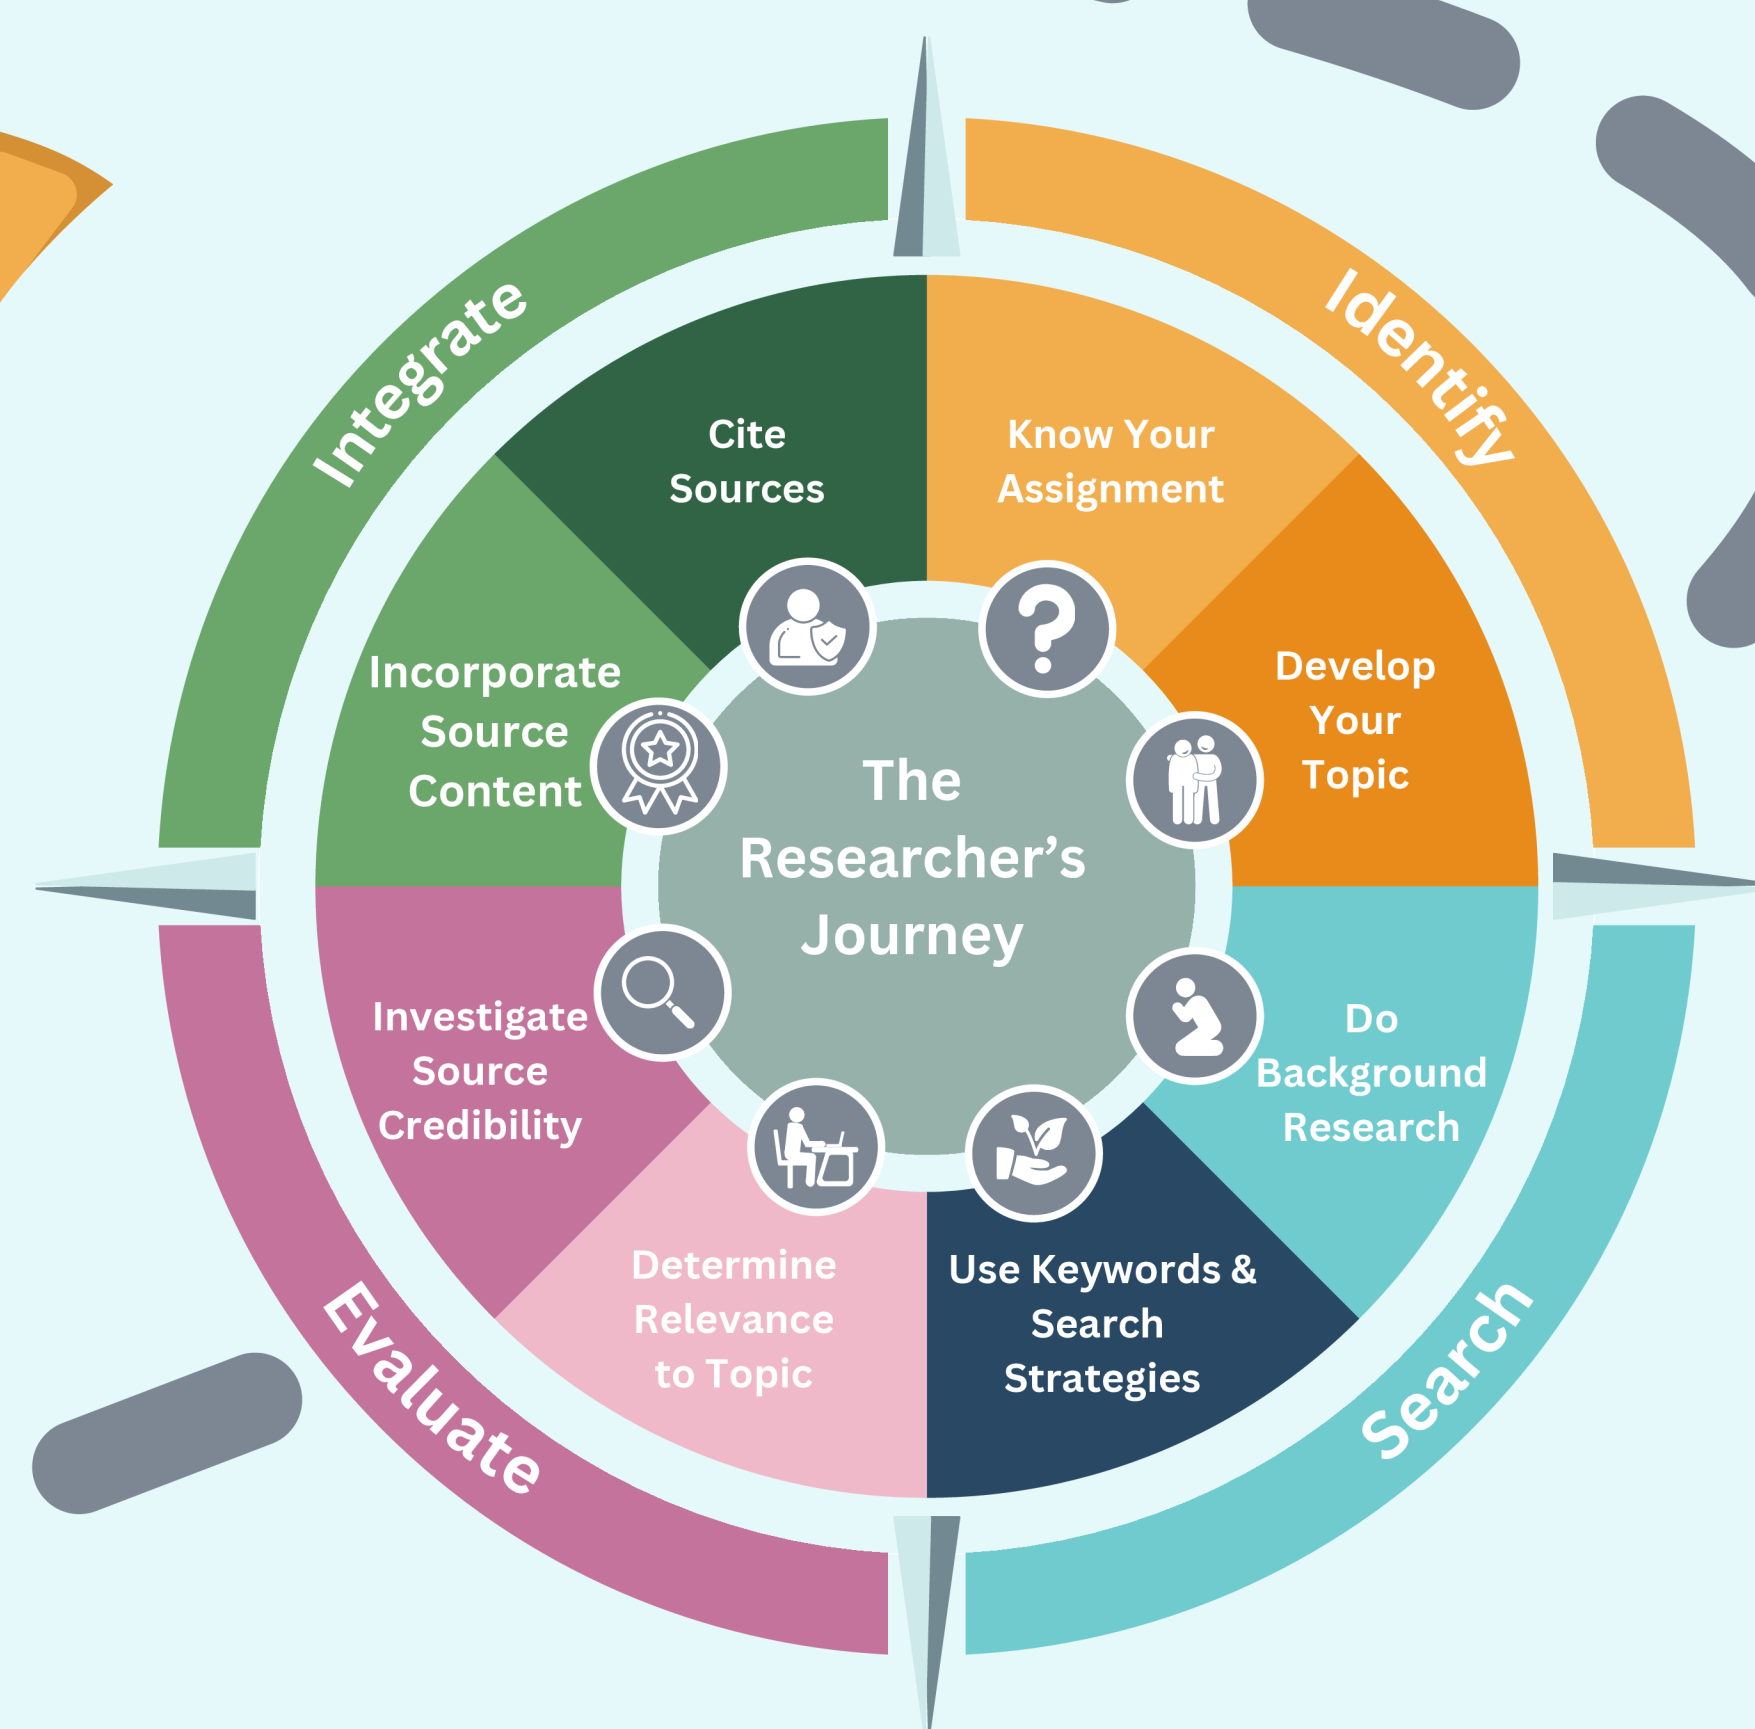 The
Researcher’s
Journey
Identify
Know Your
Assignment
Develop
Your
Topic
Search
Do
Background
Research
Use Keywords &
Search
Strategies
Evaluate
Determine
Relevance
to Topic
Investigate
Source
Credibility
Integrate
Incorporate
Source
Content
Cite
Sources